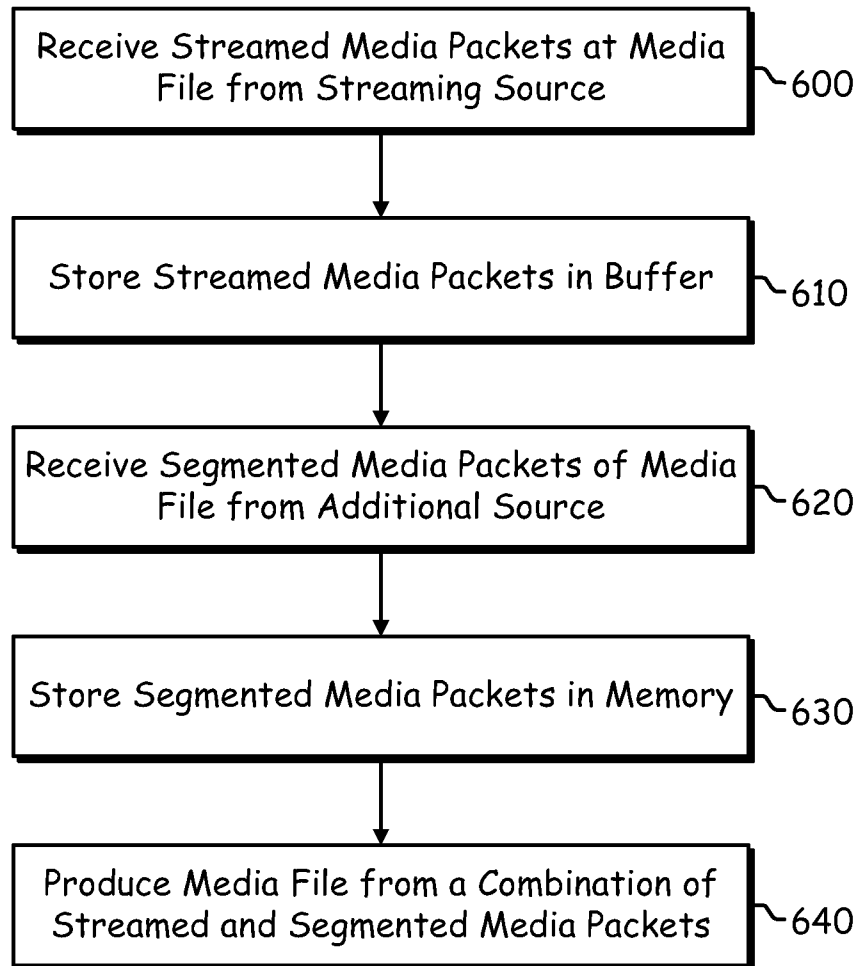 Receive Streamed Media Packets at Media
File from Streaming Source
600
Store Streamed Media Packets in Buffer
610
Receive Segmented Media Packets of Media
File from Additional Source
620
Store Segmented Media Packets in Memory
630
Produce Media File from a Combination of
Streamed and Segmented Media Packets
640